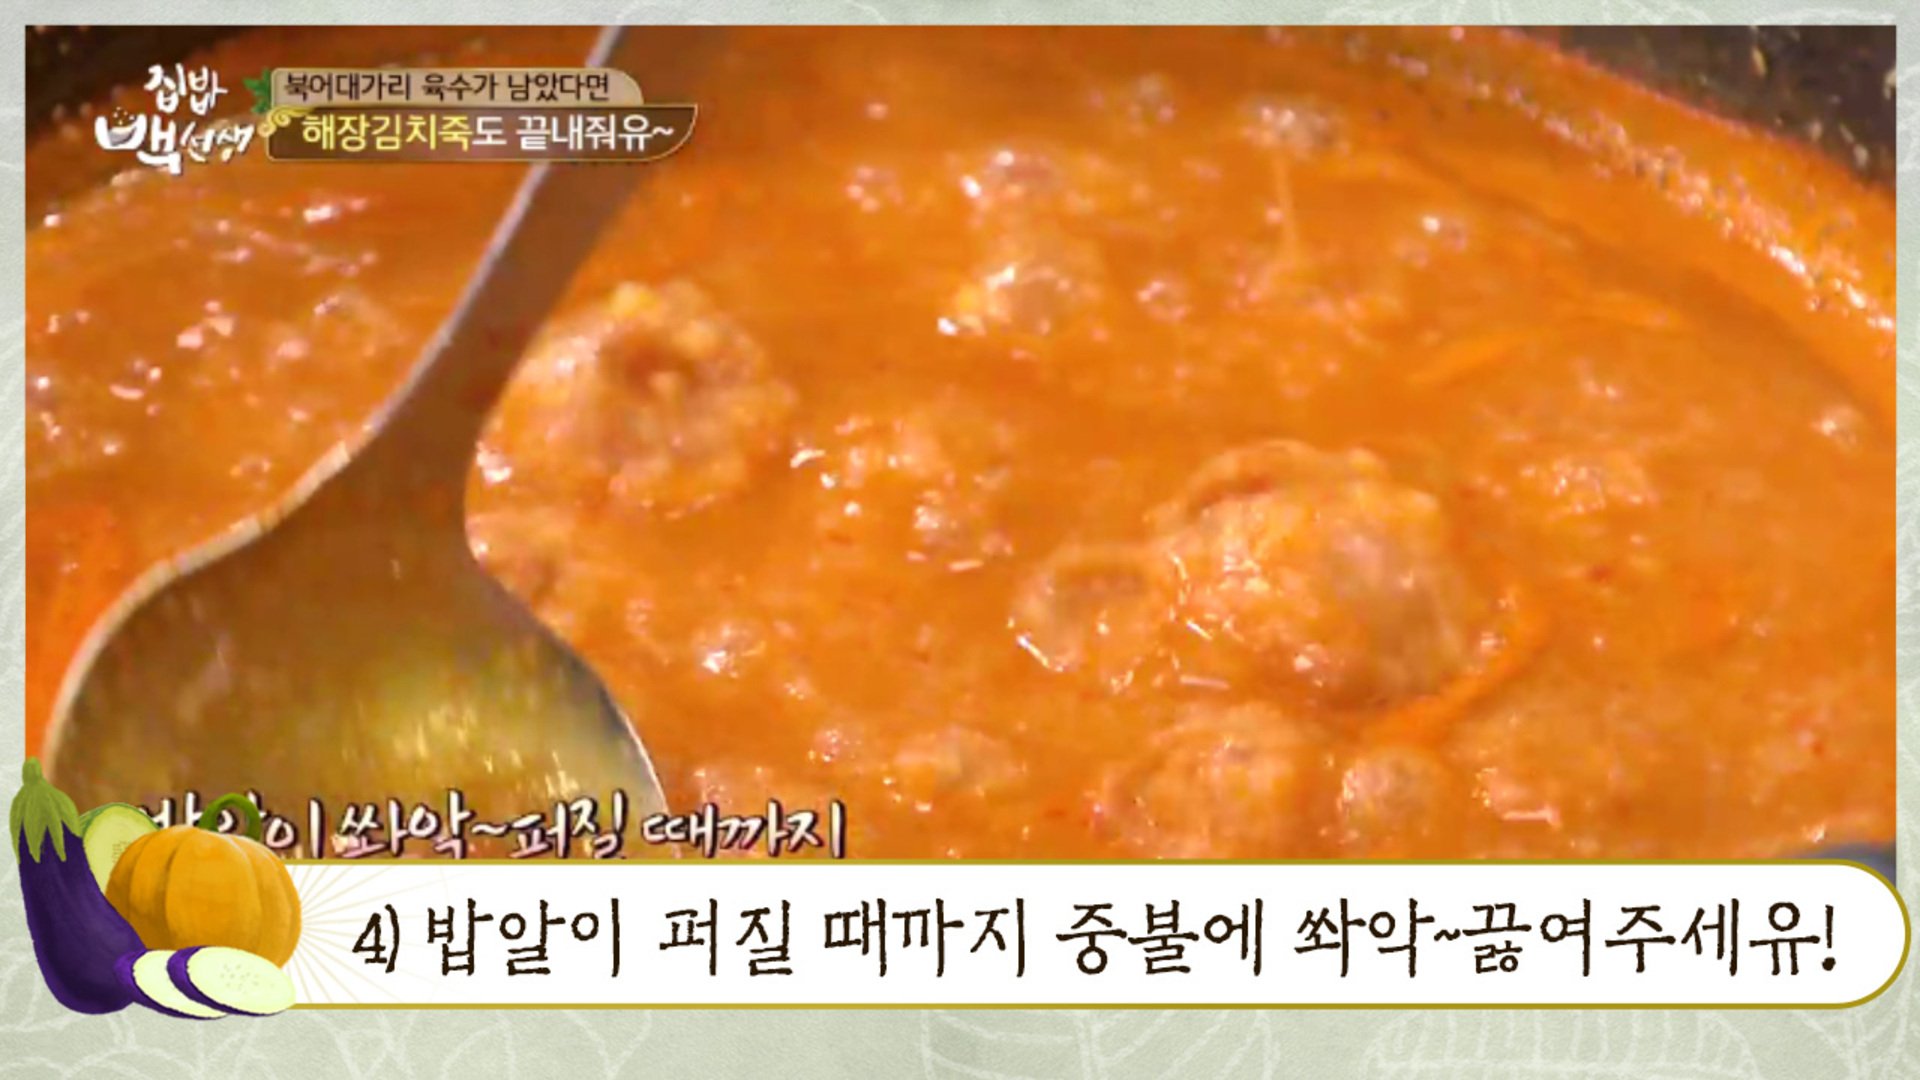 집밥
백선생
북어대가리 육수가 남았다면
해장김치죽도 끝내줘유~
밥알이 쏴악~퍼질 때까지
4) 밥알이 퍼질 때까지 중불에 쏴악~끓여주세유!